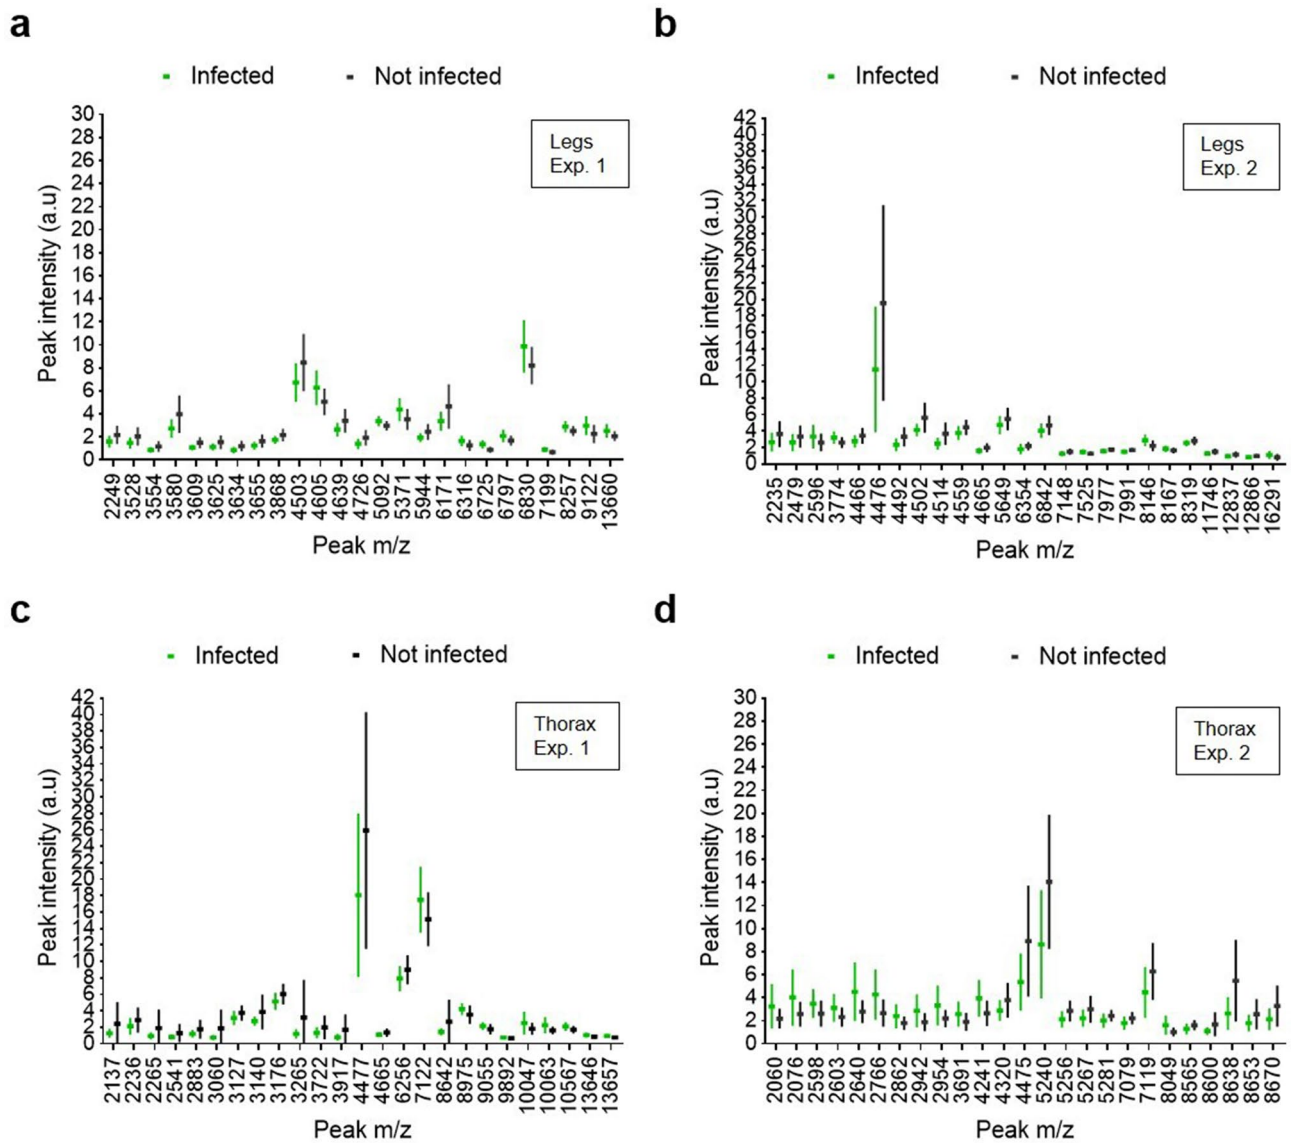 a
Infected Not infected
Legs
Exp. 1
Peak intensity (a.u)
30
28
26
24
22
20
18
16
14
12
10
8
6
4
2
0
2249 3528 3554 3580 3609 3625 3634 3655 3868 4503 4605 4639 4726 5092 5371 5944 6171 6316 6725 6797 6830 7199 8257 9122 13660
Peak m/z
b
Infected Not infected
Legs
Exp. 2
Peak intensity (a.u)
42
40
38
36
34
32
30
28
26
24
22
20
18
16
14
12
10
8
6
4
2
0
2235 2479 2596 3774 4466 4476 4492 4502 4514 4559 4665 5649 6354 6842 7148 7525 7977 7991 8146 8167 8319 11746 12837 12866 16291
Peak m/z
c
Infected Not infected
Thorax
Exp. 1
Peak intensity (a.u)
42
40
38
36
34
32
30
28
26
24
22
20
18
16
14
12
10
8
6
4
2
0
2137 2236 2265 2541 2883 3060 3127 3140 3176 3265 3722 3917 4477 4665 6256 7122 8642 8975 9055 9892 10047 10063 10567 13646 13657
Peak m/z
d
Infected Not infected
Thorax
Exp. 2
Peak intensity (a.u)
30
28
26
24
22
20
18
16
14
12
10
8
6
4
2
0
2060 2076 2598 2603 2640 2766 2862 2942 2954 3691 4241 4320 4475 5240 5256 5267 5281 7079 7119 8049 8565 8600 8638 8653 8670
Peak m/z